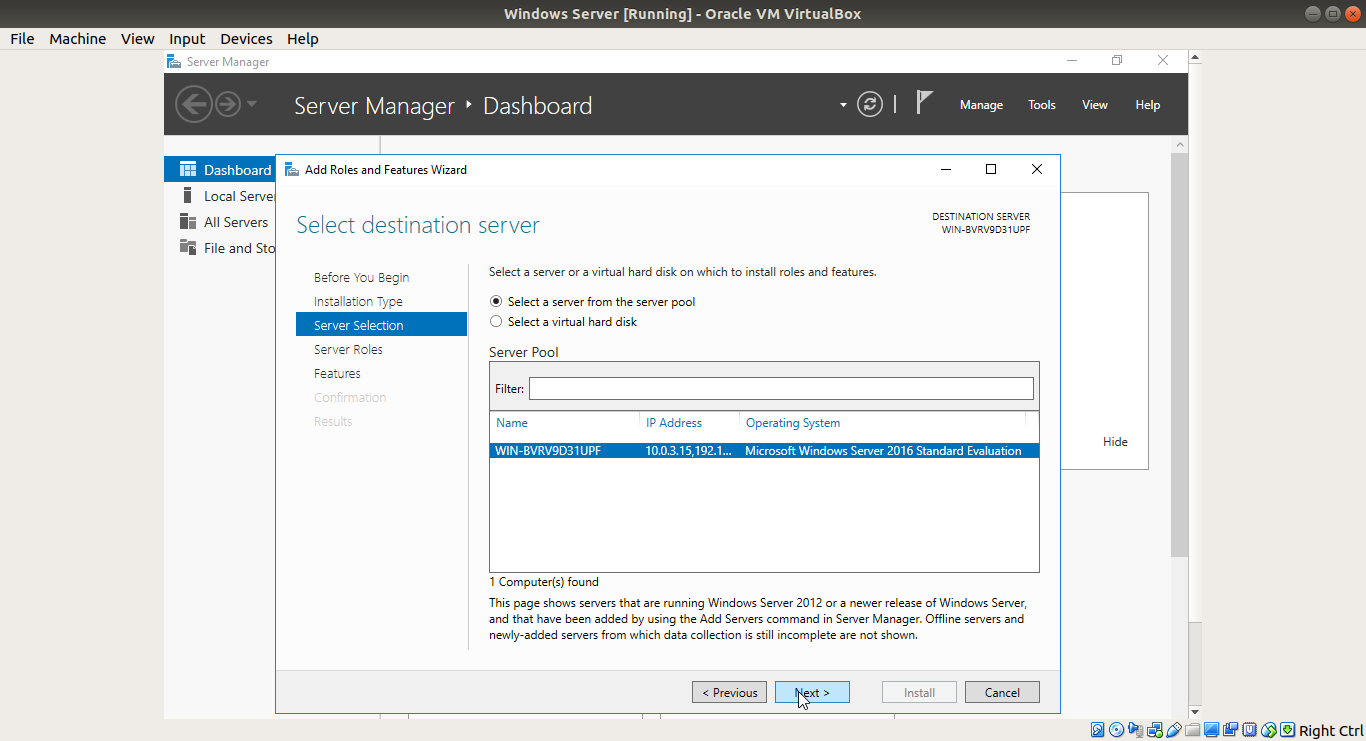 Windows Server [Running] - Oracle VM VirtualBox
File Machine View Input Devices Help
Server Manager
Server Manager Dashboard
Manage Tools View Help
Dashboard
Local Server
All Servers
File and Sto
Add Roles and Features Wizard
Select destination server
DESTINATION SERVER
WIN-BVRV9D31UPF
Before You Begin
Installation Type
Server Selection
Server Roles
Features
Confirmation
Results
Select a server or a virtual hard disk on which to install roles and features.
Select a server from the server pool
Select a virtual hard disk
Server Pool
Filter:
Name IP Address Operating System
WIN-BVRV9D31UPF 10.0.3.15,192.1... Microsoft Windows Server 2016 Standard Evaluation
1 Computer(s) found
This page shows servers that are running Windows Server 2012 or a newer release of Windows Server,
and that have been added by using the Add Servers command in Server Manager. Offline servers and
newly-added servers from which data collection is still incomplete are not shown.
Hide
< Previous Next > Install Cancel
Right Ctrl